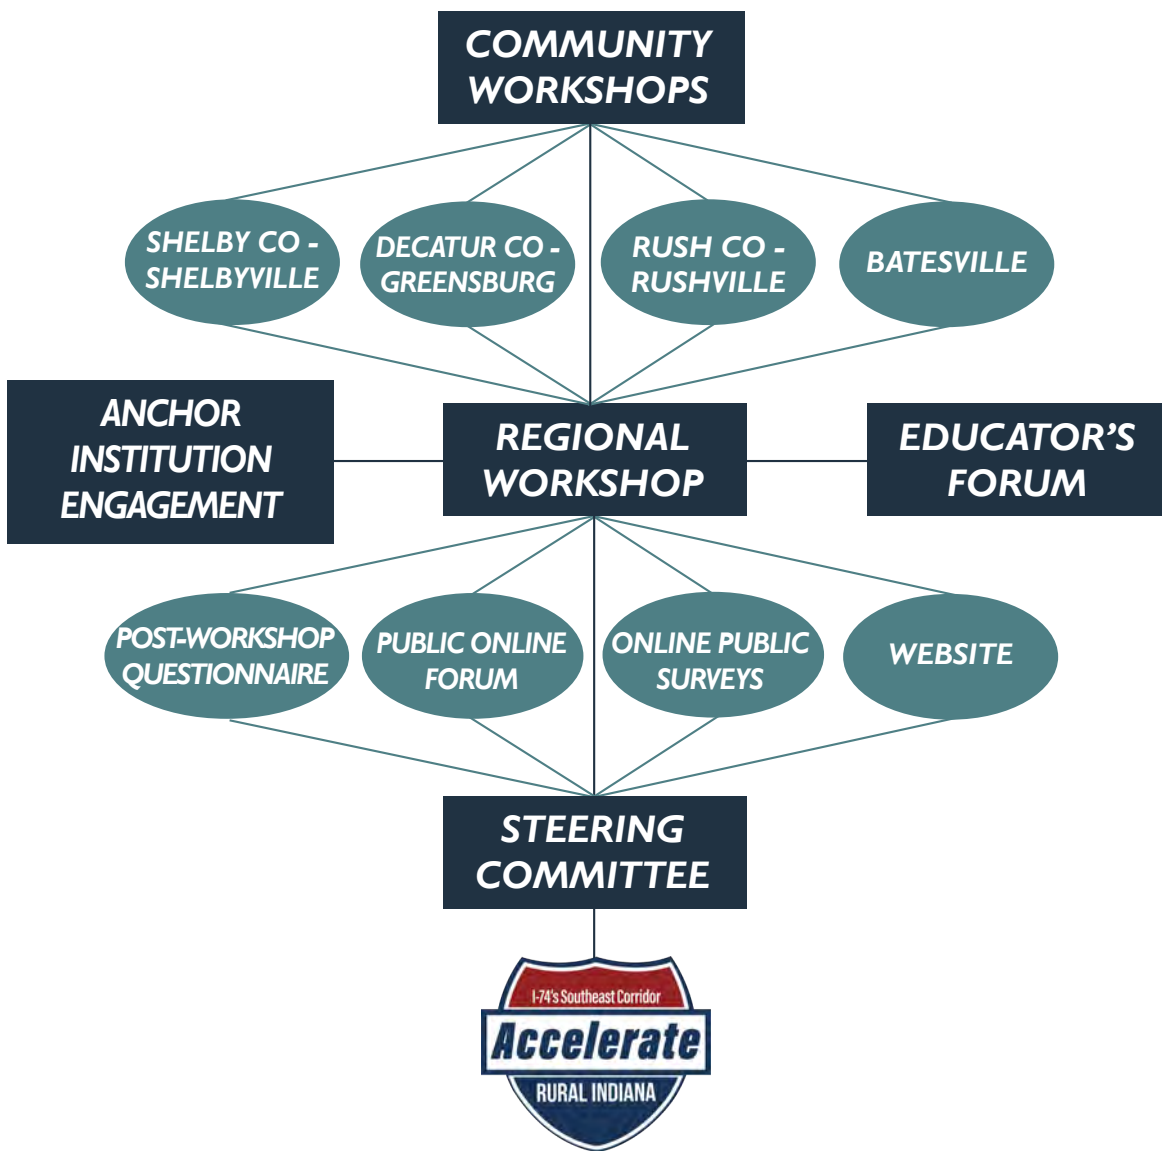 COMMUNITY
WORKSHOPS
SHELBY CO -
SHELBYVILLE
DECATUR CO -
GREENSBURG
RUSH CO -
RUSHVILLE
BATESVILLE
ANCHOR
INSTITUTION
ENGAGEMENT
REGIONAL
WORKSHOP
EDUCATOR’S
FORUM
POST-WORKSHOP
QUESTIONNAIRE
PUBLIC ONLINE
FORUM
ONLINE PUBLIC
SURVEYS
WEBSITE
STEERING
COMMITTEE
I-74's Southeast Corridor
Accelerate
RURAL INDIANA